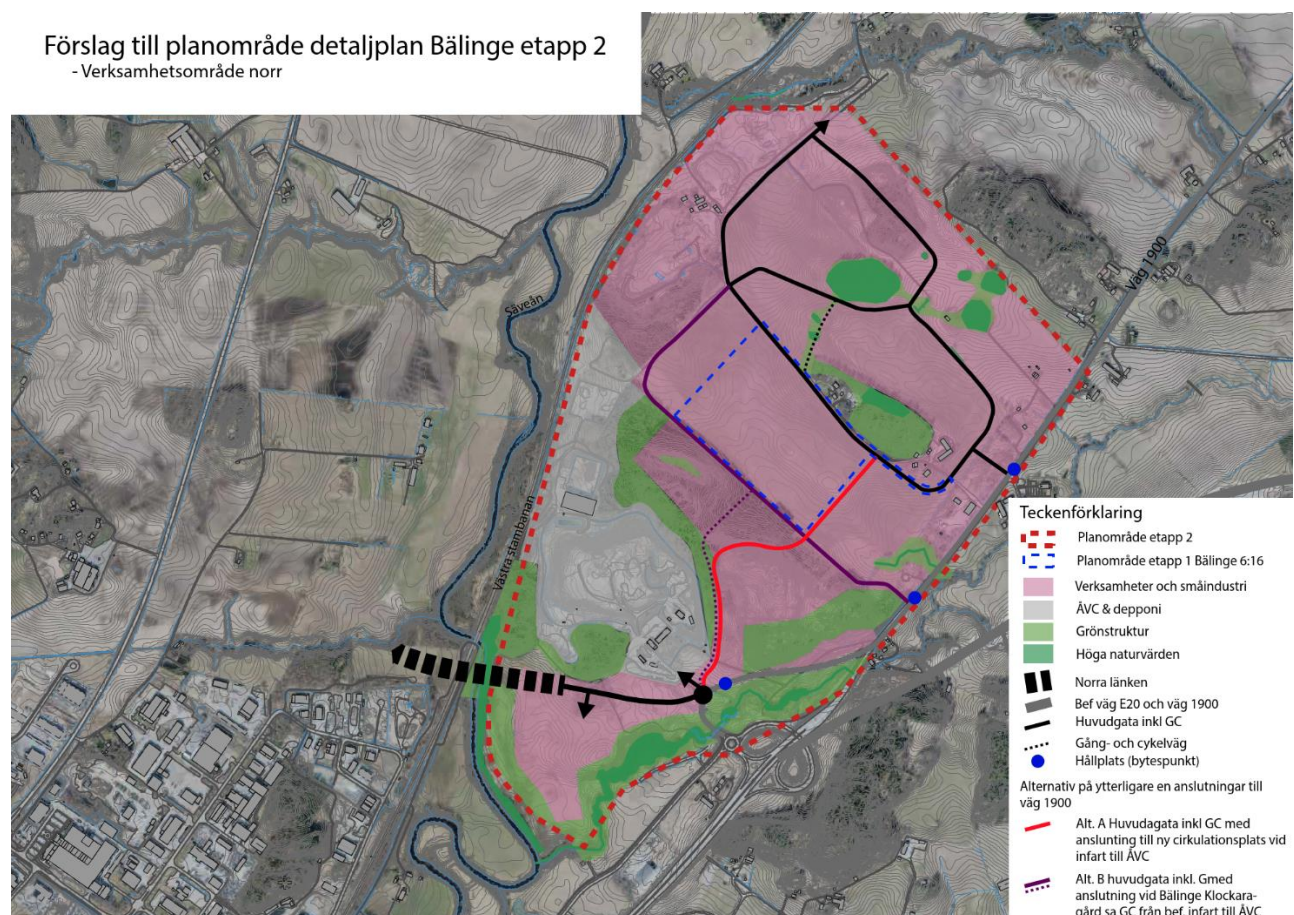 Förslag till planområde detaljplan Bälinge etapp 2
- Verksamhetsområde norr
Säveån
Väg 1900
Västra stambanan
Teckenförklaring
Planområde etapp 2
Planområde etapp 1 Bälinge 6:16
Verksamheter och småindustri
ÅVC & depponi
Grönstruktur
Höga naturvärden
Norra länken
Bef väg E20 och väg 1900
Huvudgata inkl GC
Gång- och cykelväg
Hållplats (bytespunkt)
Alternativ på ytterligare en anslutningar till
väg 1900
Alt. A Huvudagata inkl GC med
anslunting till ny cirkulationsplats vid
infart till ÅVC
Alt. B huvudgata inkl. Gmed
anslutning vid Bälinge Klockara-
gård sa GC från bef. infart till ÅVC